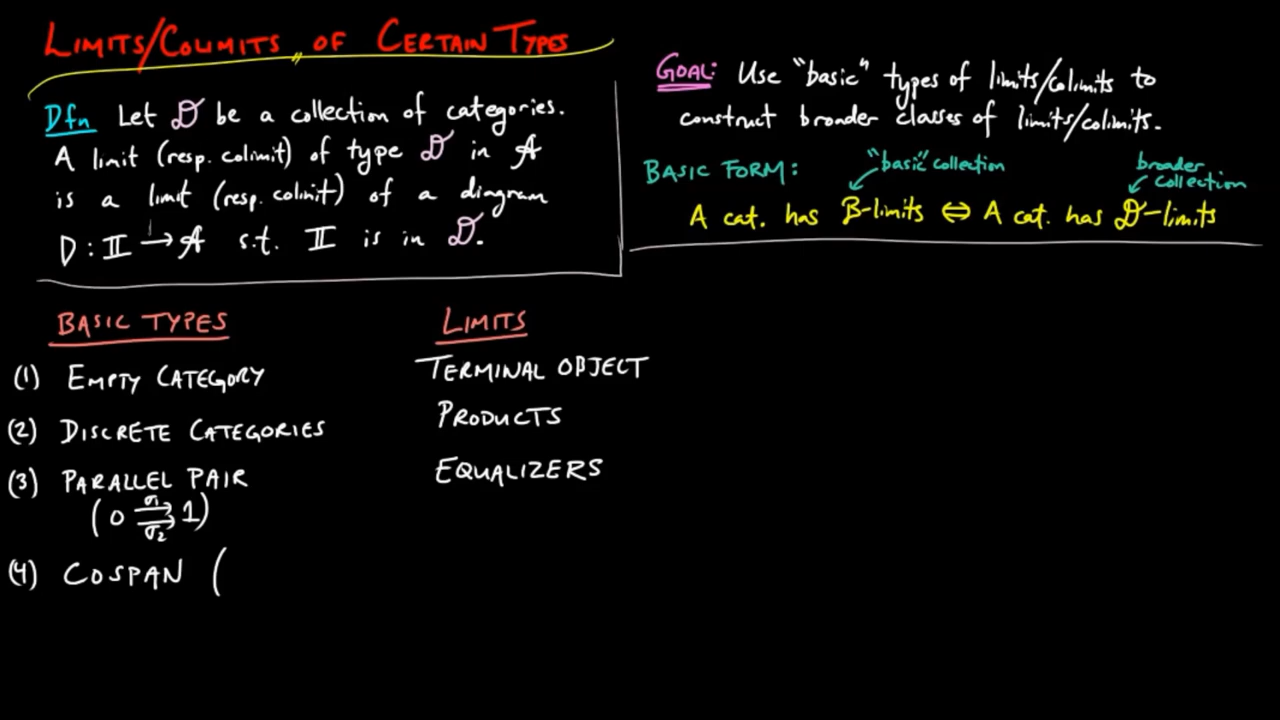 LIMITS/COLIMITS OF CERTAIN TYPES
Dfn Let 𝒟 be a collection of categories.
A limit (resp. colimit) of type 𝒟 in 𝒜
is a limit (resp. colimit) of a diagram
D : 𝕀 → 𝒜 s.t. 𝕀 is in 𝒟.
GOAL: Use "basic" types of limits/colimits to
construct broader classes of limits/colimits.
BASIC FORM:
"basic" collection
broader
collection
A cat. has B-limits ⇔ A cat. has 𝒟-limits
BASIC TYPES
LIMITS
(1) EMPTY CATEGORY
TERMINAL OBJECT
(2) DISCRETE CATEGORIES
PRODUCTS
(3) PARALLEL PAIR
EQUALIZERS
(0 σ1 ⇉ σ2 1)
(4) COSPAN (